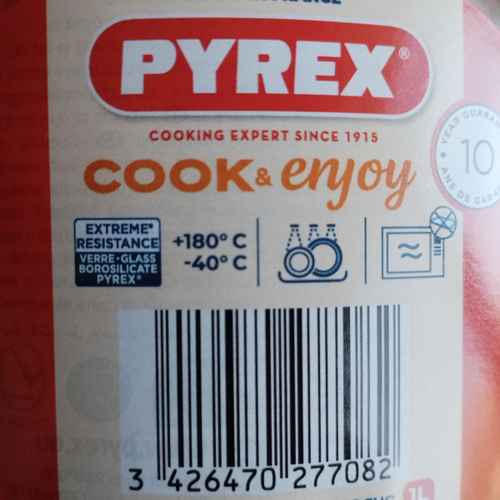 PYREX®
COOKING EXPERT SINCE 1915
COOK & enjoy
EXTREME*
RESISTANCE
VERRE • GLASS
BOROSILICATE
PYREX®
+180° C
-40° C
10
3 426470 277082